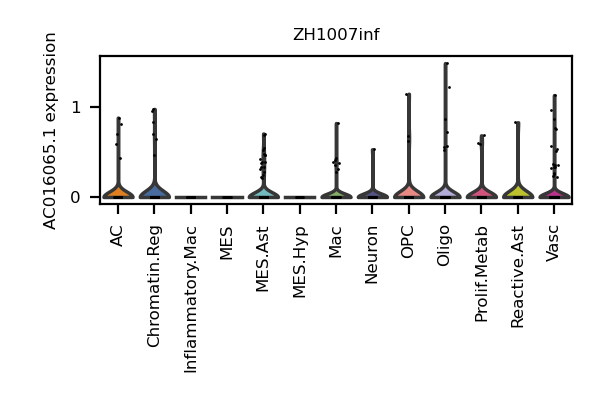 ZH1007inf
AC016065.1 expression
1
0
AC
Chromatin.Reg
Inflammatory.Mac
MES
MES.Ast
MES.Hyp
Mac
Neuron
OPC
Oligo
Prolif.Metab
Reactive.Ast
Vasc